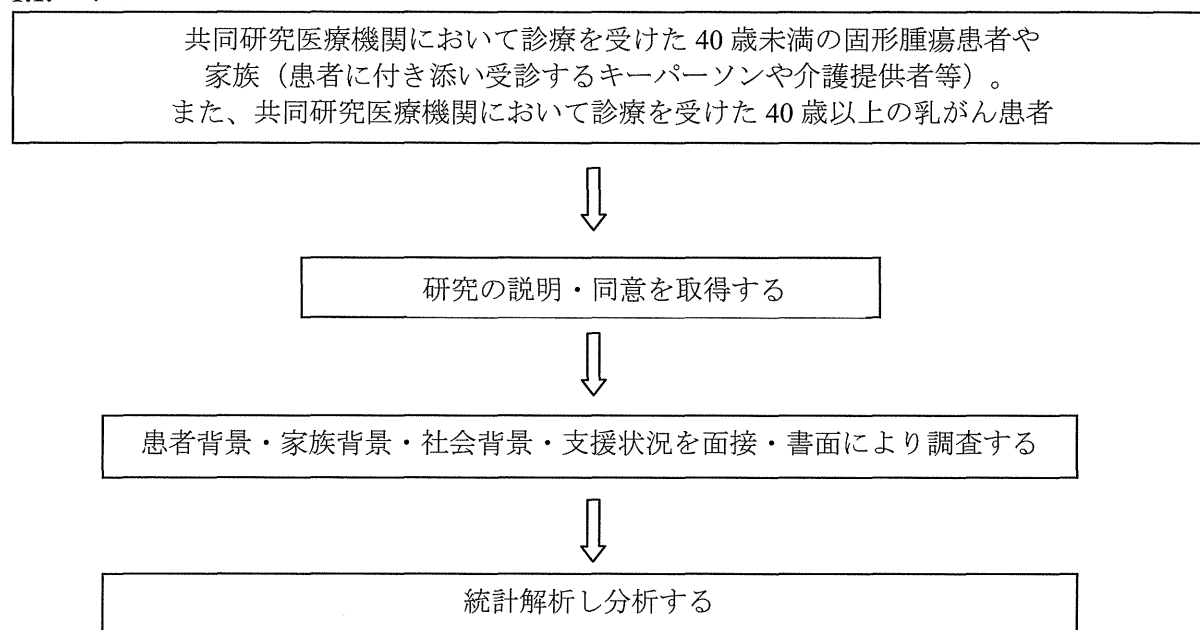 共同研究医療機関において診療を受けた 40 歳未満の固形腫瘍患者や
家族（患者に付き添い受診するキーパーソンや介護提供者等）。
また、共同研究医療機関において診療を受けた 40 歳以上の乳がん患者
研究の説明・同意を取得する
患者背景・家族背景・社会背景・支援状況を面接・書面により調査する
統計解析し分析する